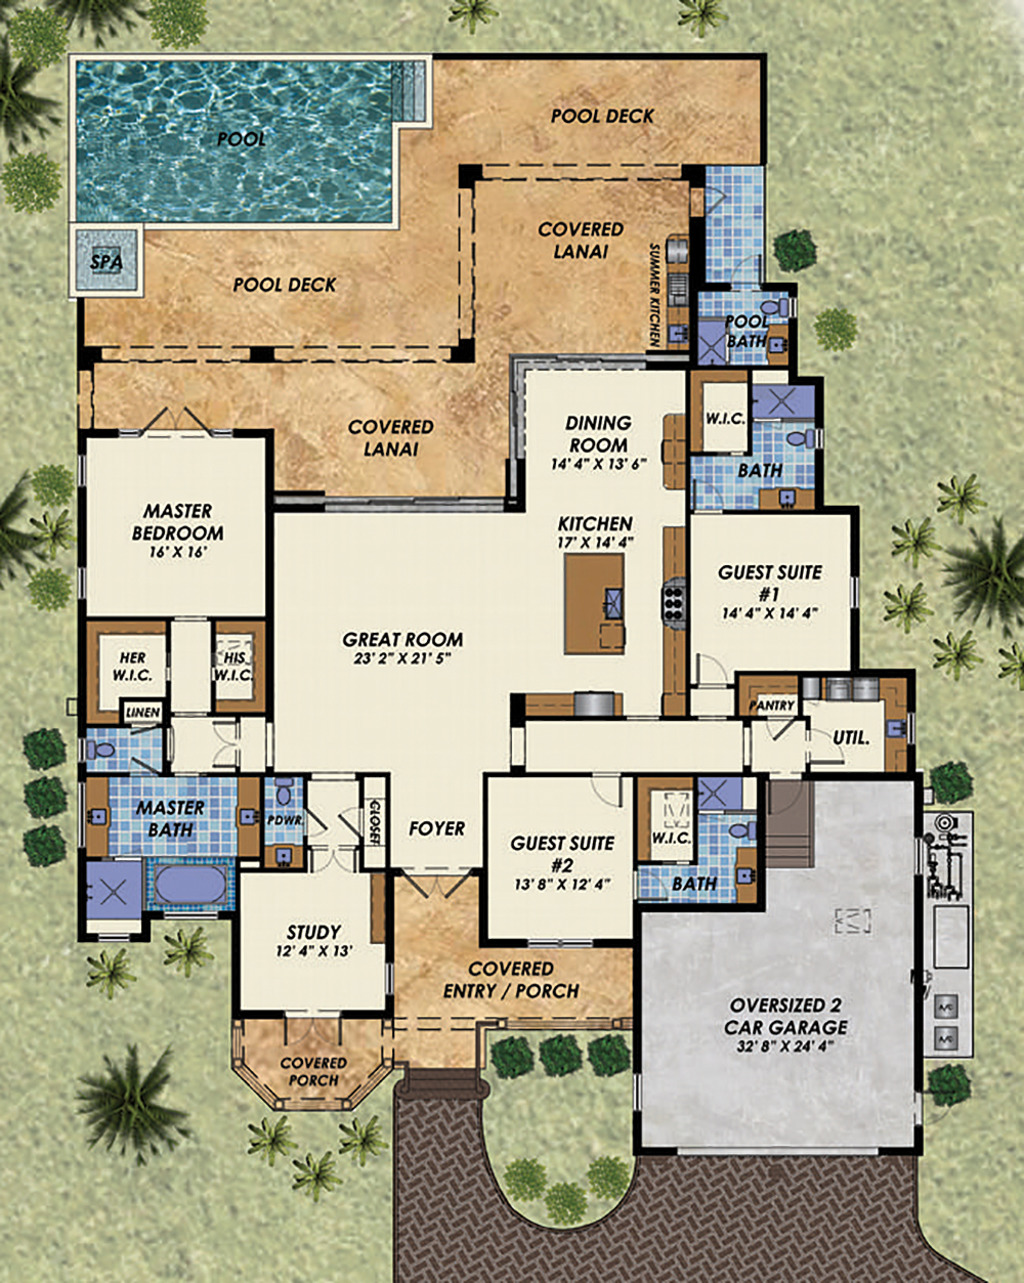 POOL DECK
POOL
COVERED
LANAI
SUMMER KITCHEN
SPA
POOL DECK
POOL
BATH
COVERED
LANAI
DINING
ROOM
14' 4" X 13' 6"
W.I.C.
BATH
MASTER
BEDROOM
16' X 16'
KITCHEN
17' X 14' 4"
GUEST SUITE
#1
14' 4" X 14' 4"
GREAT ROOM
23' 2" X 21' 5"
HER
W.I.C.
HIS
W.I.C.
LINEN
PANTRY
UTIL.
MASTER
BATH
PDWR.
CLOSET
FOYER
GUEST SUITE
#2
13' 8" X 12' 4"
W.I.C.
BATH
STUDY
12' 4" X 13'
COVERED
ENTRY / PORCH
OVERSIZED 2
CAR GARAGE
32' 8" X 24' 4"
COVERED
PORCH
A/C
A/C